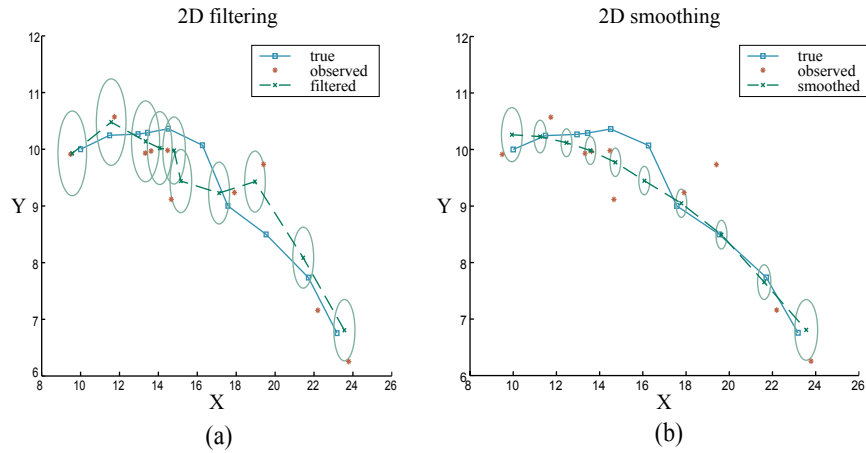 2D filtering
12
11
10
9
8
7
6
Y
8 10 12 14 16 18 20 22 24 26
X
true
observed
filtered
(a)
2D smoothing
12
11
10
9
8
7
6
Y
8 10 12 14 16 18 20 22 24 26
X
true
observed
smoothed
(b)